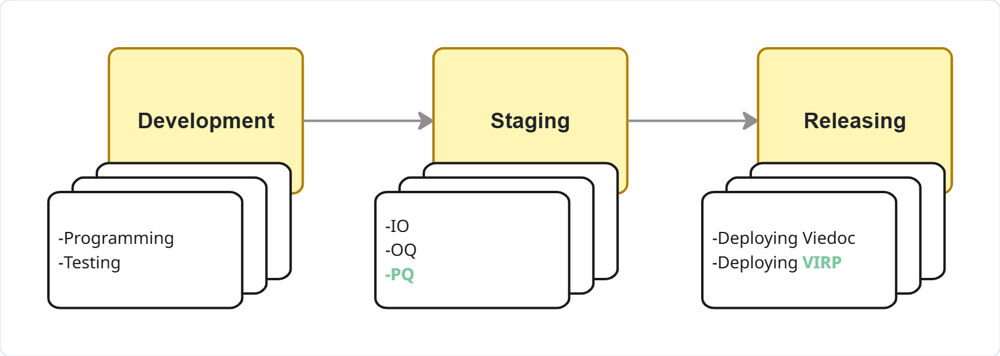 Development
Staging
Releasing
-Programming
-Testing
-IO
-OQ
-PQ
-Deploying Viedoc
-Deploying VIRP